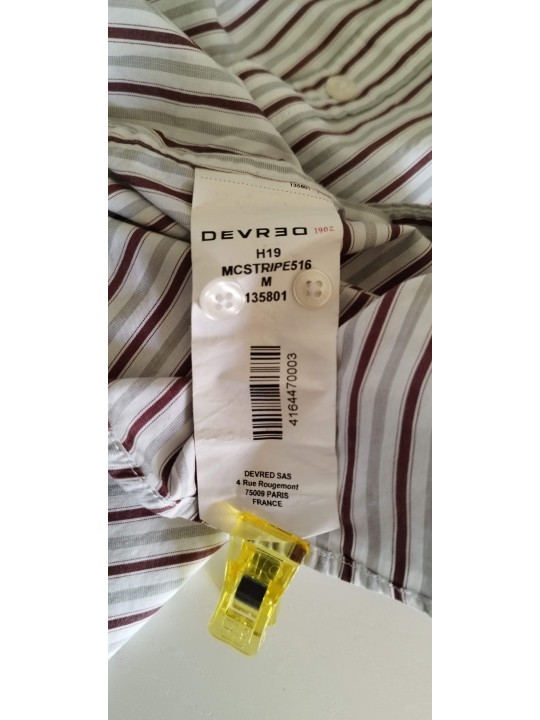 135801
DEVRED 1902
H19
MCSTRIPE516
M
135801
4164470003
DEVRED SAS
4 Rue Rougemont
75009 PARIS
FRANCE